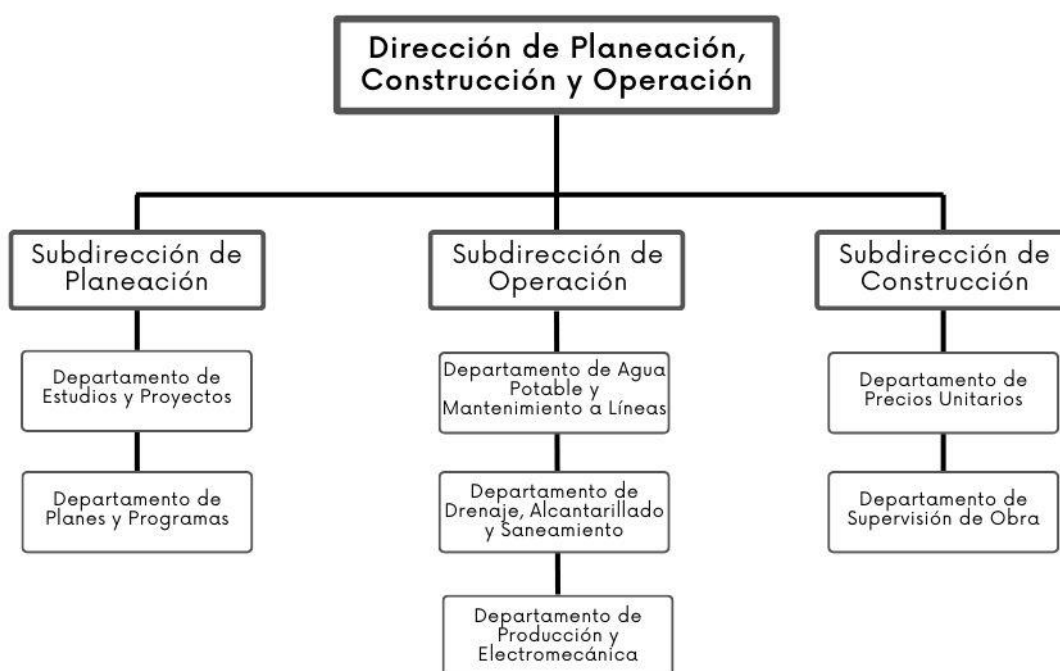 Dirección de Planeación,
Construcción y Operación
Subdirección de
Planeación
Subdirección de
Operación
Subdirección de
Construcción
Departamento de
Estudios y Proyectos
Departamento de Agua
Potable y
Mantenimiento a Líneas
Departamento de
Precios Unitarios
Departamento de
Planes y Programas
Departamento de
Drenaje, Alcantarillado
y Saneamiento
Departamento de
Supervisión de Obra
Departamento de
Producción y
Electromecánica